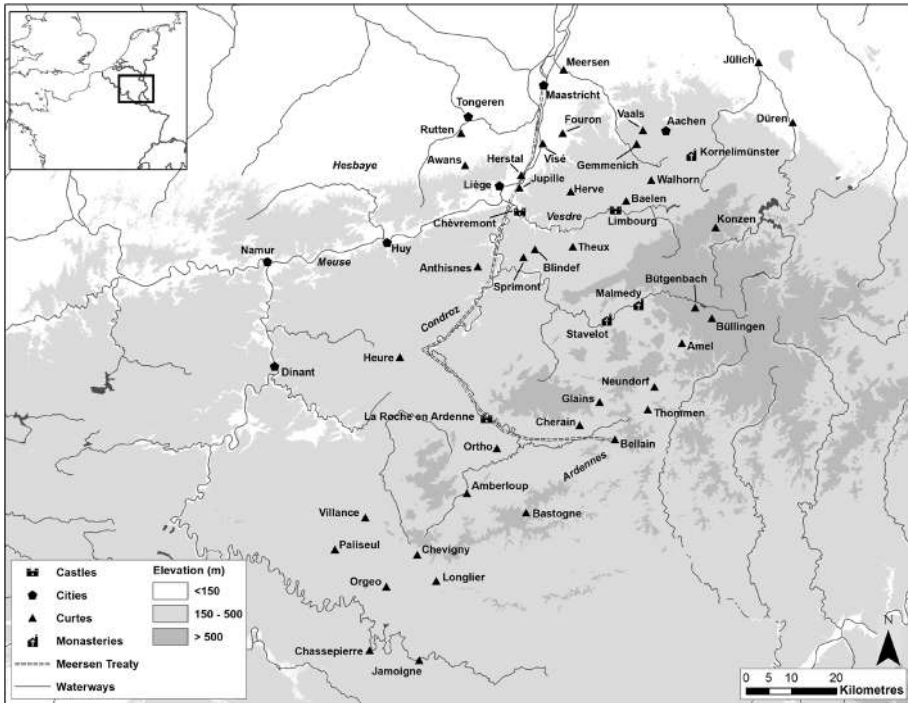 Meersen
Jülich
Maastricht
Tongeren
Vaals
Aachen
Düren
Rutten
Fouron
Kornelimünster
Awans
Hesbaye
Herstal
Visé
Gemmenich
Liège
Jupille
Herve
Walhorn
Baelen
Chèvremont
Vesdre
Limbourg
Konzen
Huy
Namur
Meuse
Theux
Anthisnes
Blindef
Sprimont
Bütgenbach
Malmedy
Condroz
Stavelot
Büllingen
Amel
Heure
Dinant
Neundorf
Glains
La Roche en Ardenne
Thommen
Cherain
Bellain
Ortho
Ardennes
Amberloup
Villance
Bastogne
Paliseul
Chevigny
Orgeo
Longlier
Chassepierre
Jamoigne
Castles
Cities
Curtes
Monasteries
Meersen Treaty
Waterways
Elevation (m)
<150
150 - 500
> 500
N
0 5 10 20
Kilometres